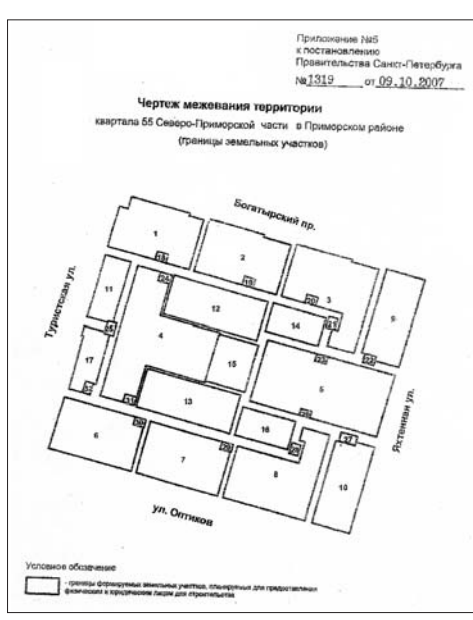 Приложение №5
к постановлению
Правительства Санкт-Петербурга
№ 1319 от 09.10.2007
Чертеж межевания территории
квартала 55 Северо-Приморской части в Приморском районе
(границы земельных участков)
Богатырский пр.
Туристская ул.
Яхтенная ул.
ул. Оптиков
1
2
3
9
11
12
14
4
15
5
17
13
16
6
7
8
10
Условное обозначение
- границы формируемых земельных участков, планируемых для предоставления
физическим и юридическим лицам для строительства